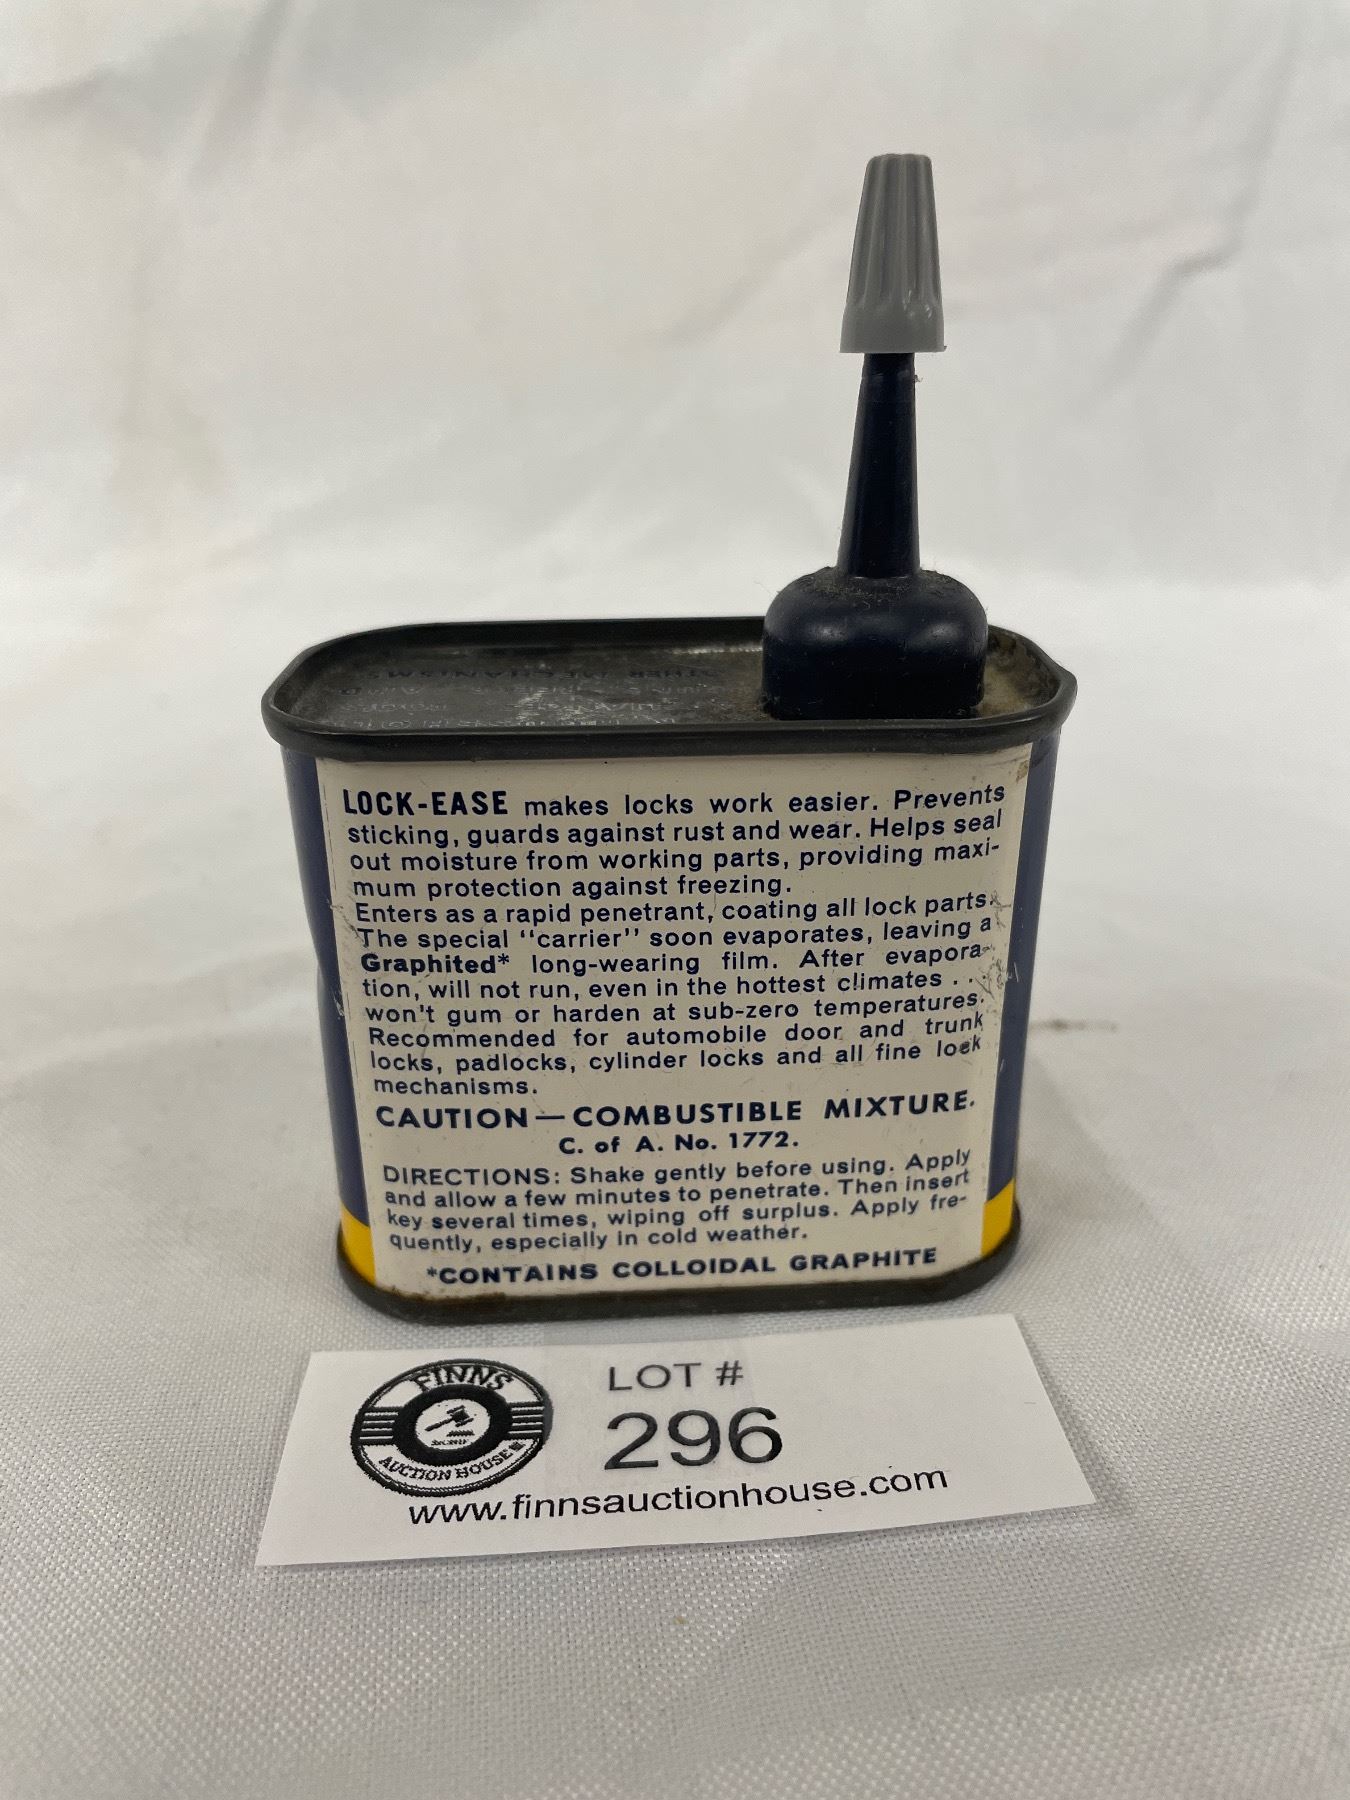 OTHER MECHANISMS
LOCK-EASE makes locks work easier. Prevents
sticking, guards against rust and wear. Helps seal
out moisture from working parts, providing maxi-
mum protection against freezing.
Enters as a rapid penetrant, coating all lock parts.
The special "carrier" soon evaporates, leaving a
Graphited* long-wearing film. After evapora-
tion, will not run, even in the hottest climates . .
won't gum or harden at sub-zero temperatures.
Recommended for automobile door and trunk
locks, padlocks, cylinder locks and all fine lock
mechanisms.
CAUTION — COMBUSTIBLE MIXTURE.
C. of A. No. 1772.
DIRECTIONS: Shake gently before using. Apply
and allow a few minutes to penetrate. Then insert
key several times, wiping off surplus. Apply fre-
quently, especially in cold weather.
*CONTAINS COLLOIDAL GRAPHITE
FINNS
AUCTION HOUSE
LOT #
296
www.finnsauctionhouse.com